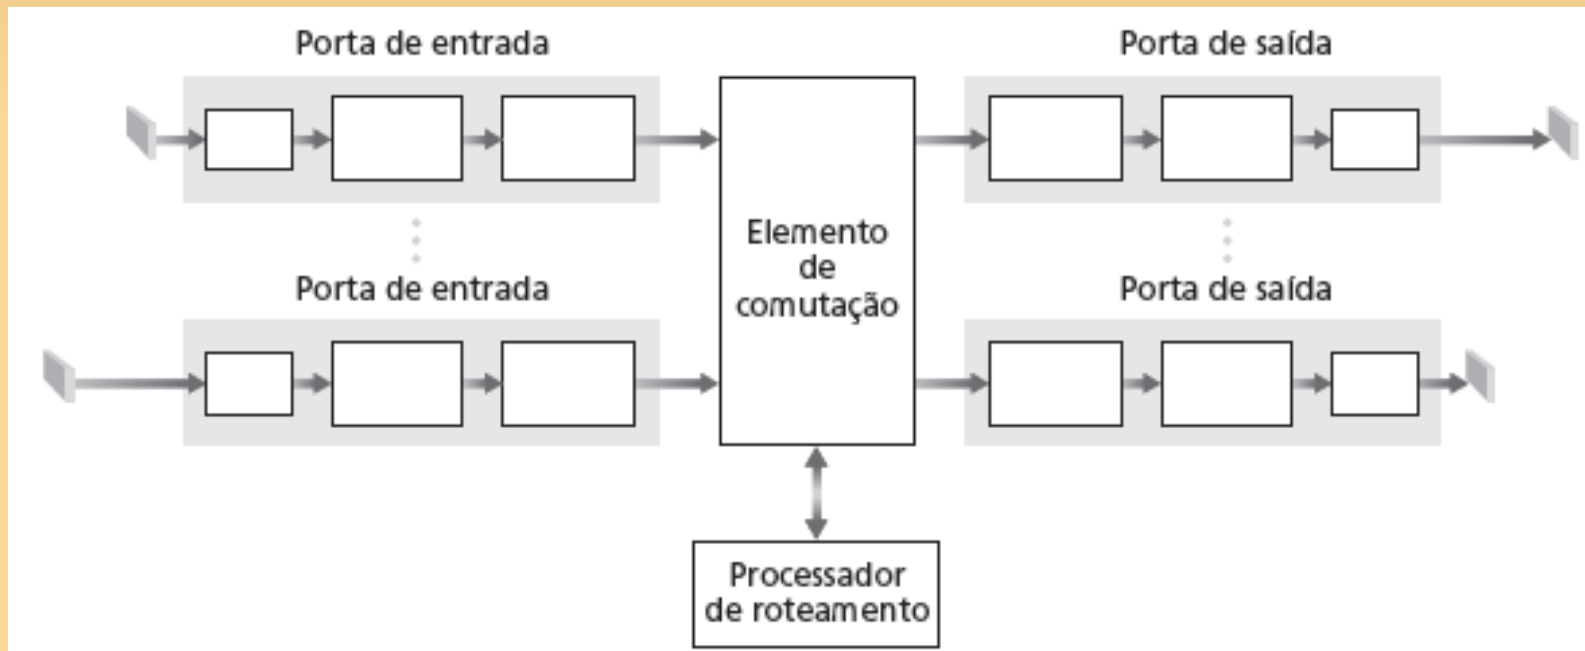 Porta de entrada
Porta de saída
Elemento
de
comutação
Porta de entrada
Porta de saída
Processador
de roteamento